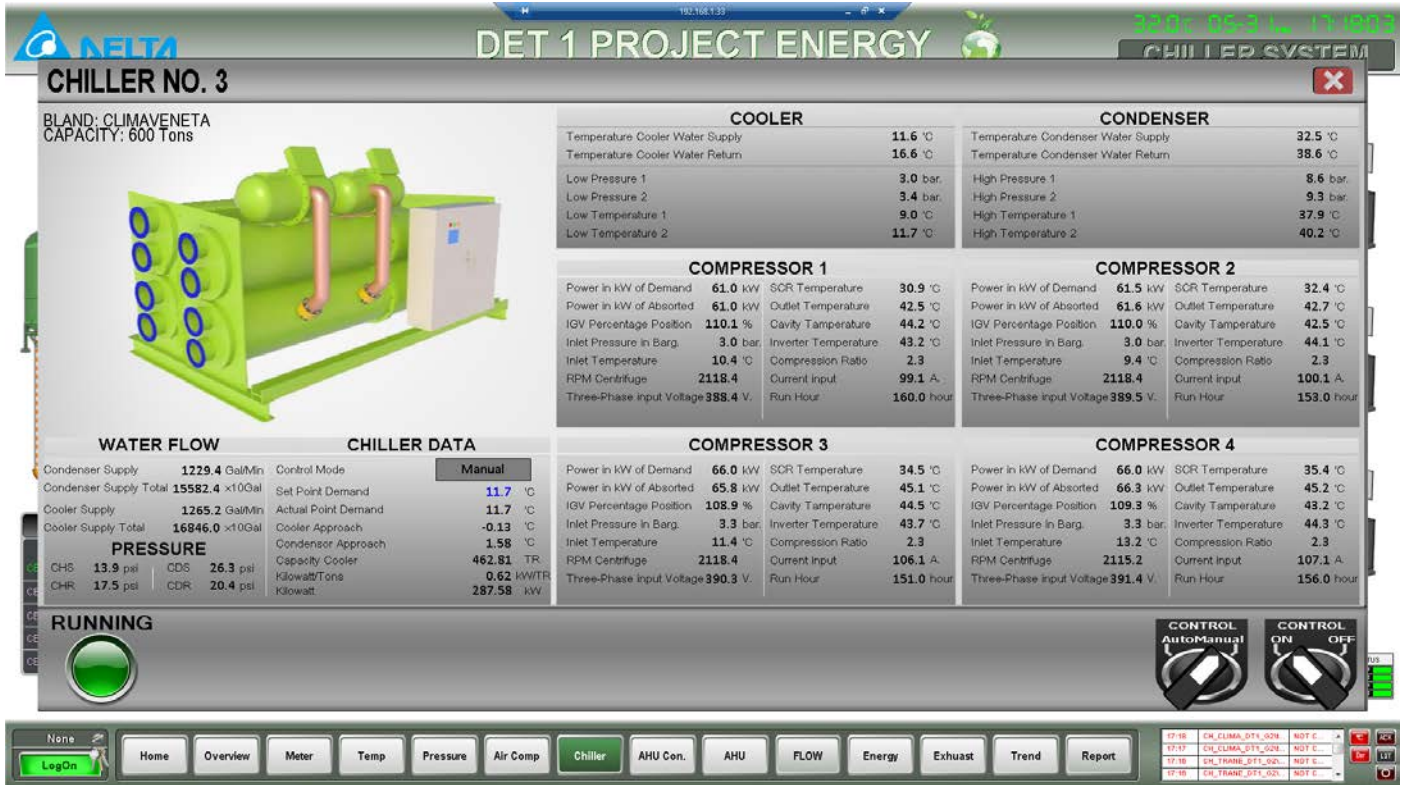 192.168.1.33
DELTA
DET 1 PROJECT ENERGY
CHILLER SYSTEM
CHILLER NO. 3
BLAND: CLIMAVENETA
CAPACITY: 600 Tons
COOLER
Temperature Cooler Water Supply 11.6 °C
Temperature Cooler Water Return 16.6 °C
Low Pressure 1 3.0 bar.
Low Pressure 2 3.4 bar.
Low Temperature 1 9.0 °C
Low Temperature 2 11.7 °C
CONDENSER
Temperature Condenser Water Supply 32.5 °C
Temperature Condenser Water Return 38.6 °C
High Pressure 1 8.6 bar.
High Pressure 2 9.3 bar.
High Temperature 1 37.9 °C
High Temperature 2 40.2 °C
COMPRESSOR 1
Power in kW of Demand 61.0 kW SCR Temperature 30.9 °C
Power in kW of Absorted 61.0 kW Outlet Temperature 42.5 °C
IGV Percentage Position 110.1 % Cavity Tamperature 44.2 °C
Inlet Pressure in Barg. 3.0 bar. Inverter Temperature 43.2 °C
Inlet Temperature 10.4 °C Compression Ratio 2.3
RPM Centrifuge 2118.4 Current input 99.1 A.
Three-Phase input Voltage 388.4 V. Run Hour 160.0 hour
COMPRESSOR 2
Power in kW of Demand 61.5 kW SCR Temperature 32.4 °C
Power in kW of Absorted 61.6 kW Outlet Temperature 42.7 °C
IGV Percentage Position 110.0 % Cavity Tamperature 42.5 °C
Inlet Pressure in Barg. 3.0 bar. Inverter Temperature 44.1 °C
Inlet Temperature 9.4 °C Compression Ratio 2.3
RPM Centrifuge 2118.4 Current input 100.1 A.
Three-Phase input Voltage 389.5 V. Run Hour 153.0 hour
WATER FLOW
Condenser Supply 1229.4 Gal/Min
Condenser Supply Total 15582.4 ×10Gal
Cooler Supply 1265.2 Gal/Min
Cooler Supply Total 16846.0 ×10Gal
PRESSURE
CHS 13.9 psi CDS 26.3 psi
CHR 17.5 psi CDR 20.4 psi
CHILLER DATA
Control Mode Manual
Set Point Demand 11.7 °C
Actual Point Demand 11.7 °C
Cooler Approach -0.13 °C
Condensor Approach 1.58 °C
Capacity Cooler 462.81 TR
Kilowatt/Tons 0.62 kW/TR
Kilowatt 287.58 kW
COMPRESSOR 3
Power in kW of Demand 66.0 kW SCR Temperature 34.5 °C
Power in kW of Absorted 65.8 kW Outlet Temperature 45.1 °C
IGV Percentage Position 108.9 % Cavity Tamperature 44.5 °C
Inlet Pressure in Barg. 3.3 bar. Inverter Temperature 43.7 °C
Inlet Temperature 11.4 °C Compression Ratio 2.3
RPM Centrifuge 2118.4 Current input 106.1 A.
Three-Phase input Voltage 390.3 V. Run Hour 151.0 hour
COMPRESSOR 4
Power in kW of Demand 66.0 kW SCR Temperature 35.4 °C
Power in kW of Absorted 66.3 kW Outlet Temperature 45.2 °C
IGV Percentage Position 109.3 % Cavity Tamperature 43.2 °C
Inlet Pressure in Barg. 3.3 bar. Inverter Temperature 44.3 °C
Inlet Temperature 13.2 °C Compression Ratio 2.3
RPM Centrifuge 2115.2 Current input 107.1 A.
Three-Phase input Voltage 391.4 V. Run Hour 156.0 hour
RUNNING
CONTROL
Auto Manual
CONTROL
ON OFF
None
LogOn
Home Overview Meter Temp Pressure Air Comp Chiller AHU Con. AHU FLOW Energy Exhuast Trend Report
17:18 CH_CLIMA_DT1_G2\... NOT C...
17:17 CH_CLIMA_DT1_G2\... NOT C...
17:16 CH_TRANE_DT1_G2\... NOT C...
17:16 CH_TRANE_DT1_G2\... NOT C...
ACK
LST